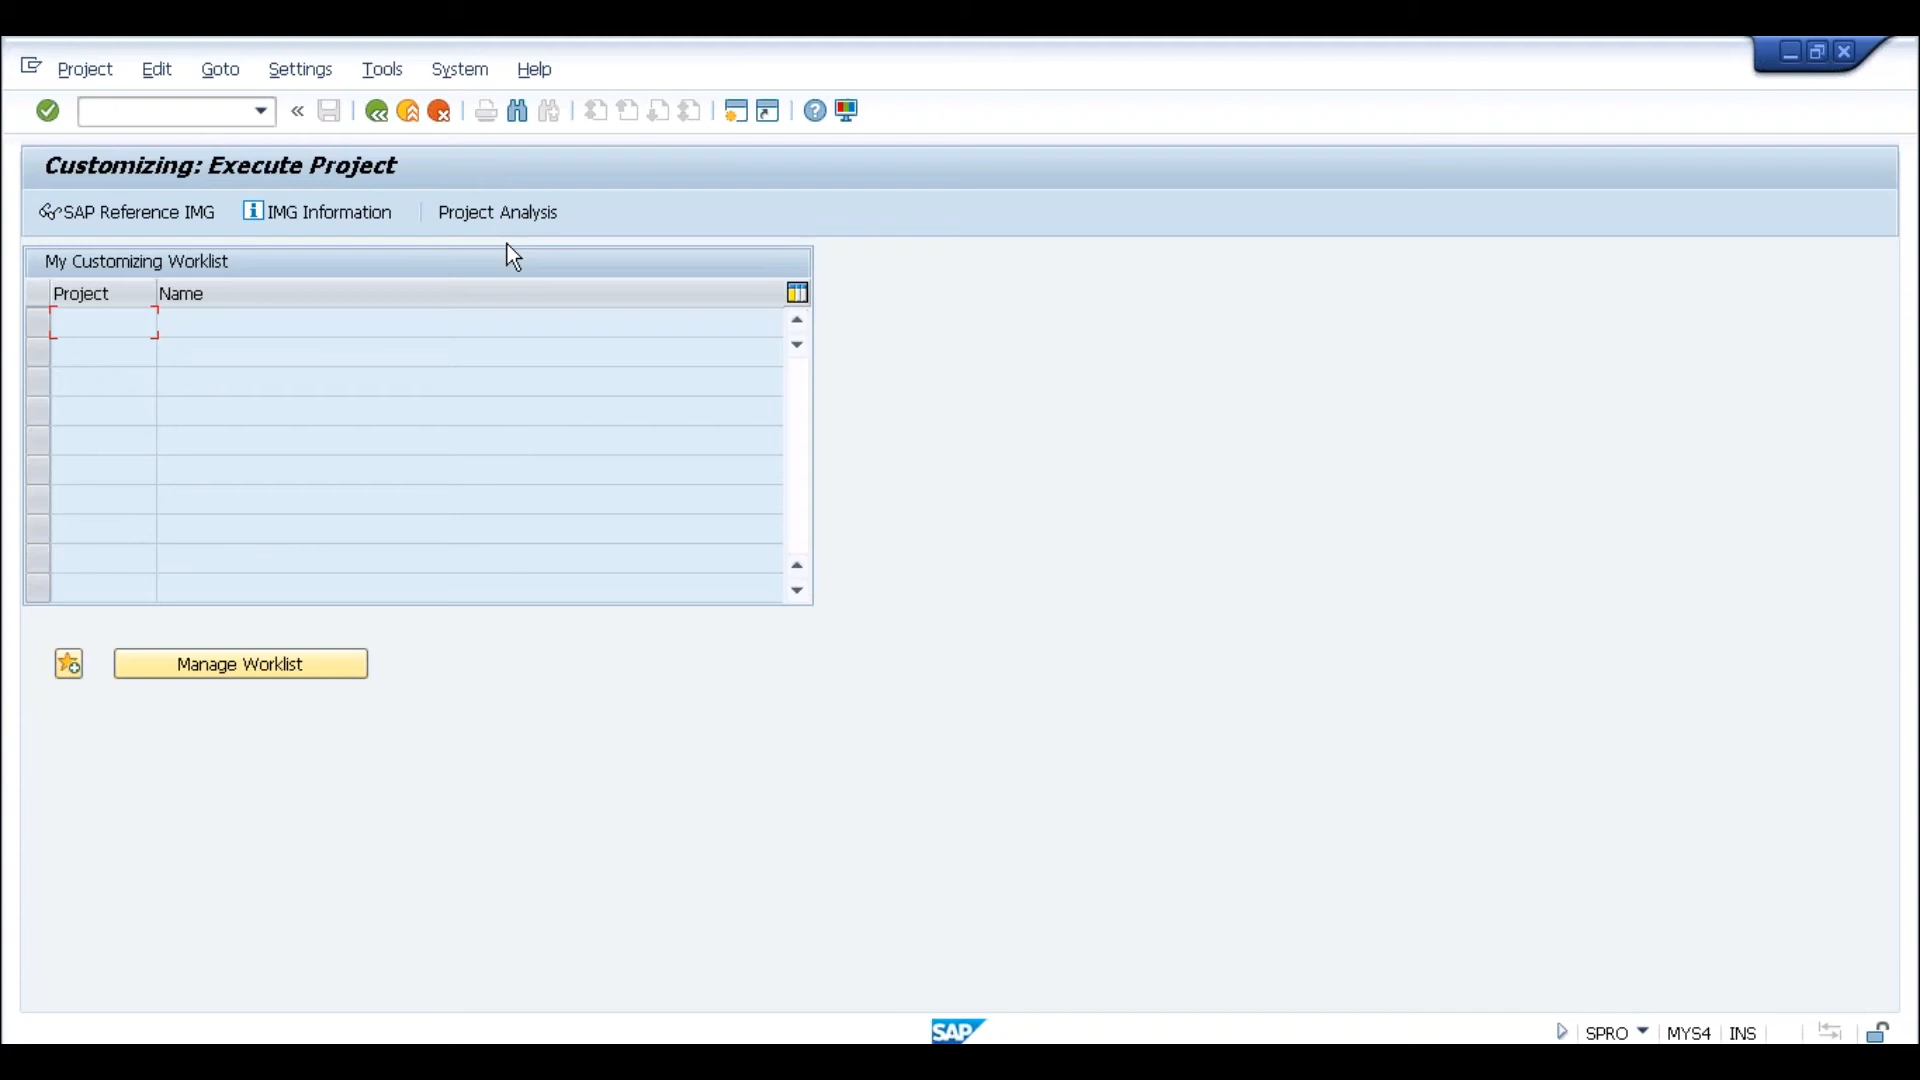 Project Edit Goto Settings Tools System Help
Customizing: Execute Project
SAP Reference IMG IMG Information Project Analysis
My Customizing Worklist
Project Name
Manage Worklist
SAP SPRO MYS4 INS